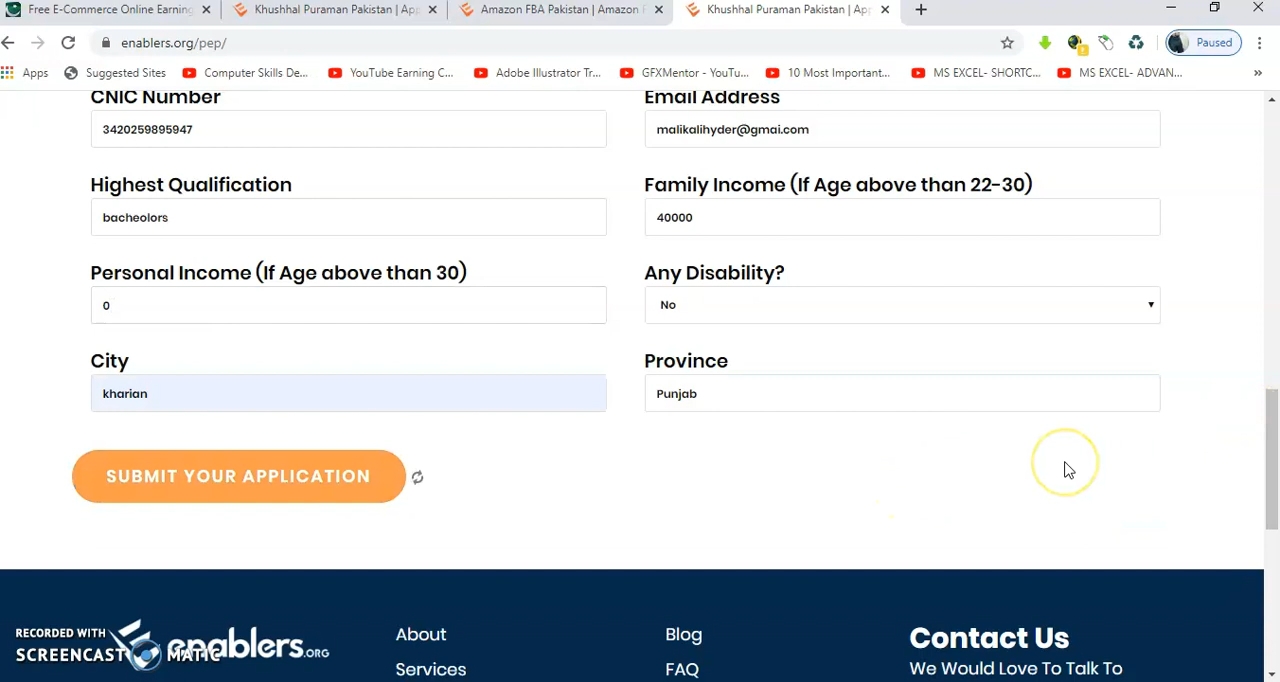 Free E-Commerce Online Earning
Khushhal Puraman Pakistan | App
Amazon FBA Pakistan | Amazon F
Khushhal Puraman Pakistan | App
enablers.org/pep/
Paused
Apps
Suggested Sites
Computer Skills De...
YouTube Earning C...
Adobe Illustrator Tr...
GFXMentor - YouTu...
10 Most Important...
MS EXCEL- SHORTC...
MS EXCEL- ADVAN...
CNIC Number
Email Address
3420259895947
malikalihyder@gmai.com
Highest Qualification
Family Income (If Age above than 22-30)
bacheolors
40000
Personal Income (If Age above than 30)
Any Disability?
0
No
City
Province
kharian
Punjab
SUBMIT YOUR APPLICATION
RECORDED WITH
SCREENCAST MATIC
enablers.ORG
About
Services
Blog
FAQ
Contact Us
We Would Love To Talk To